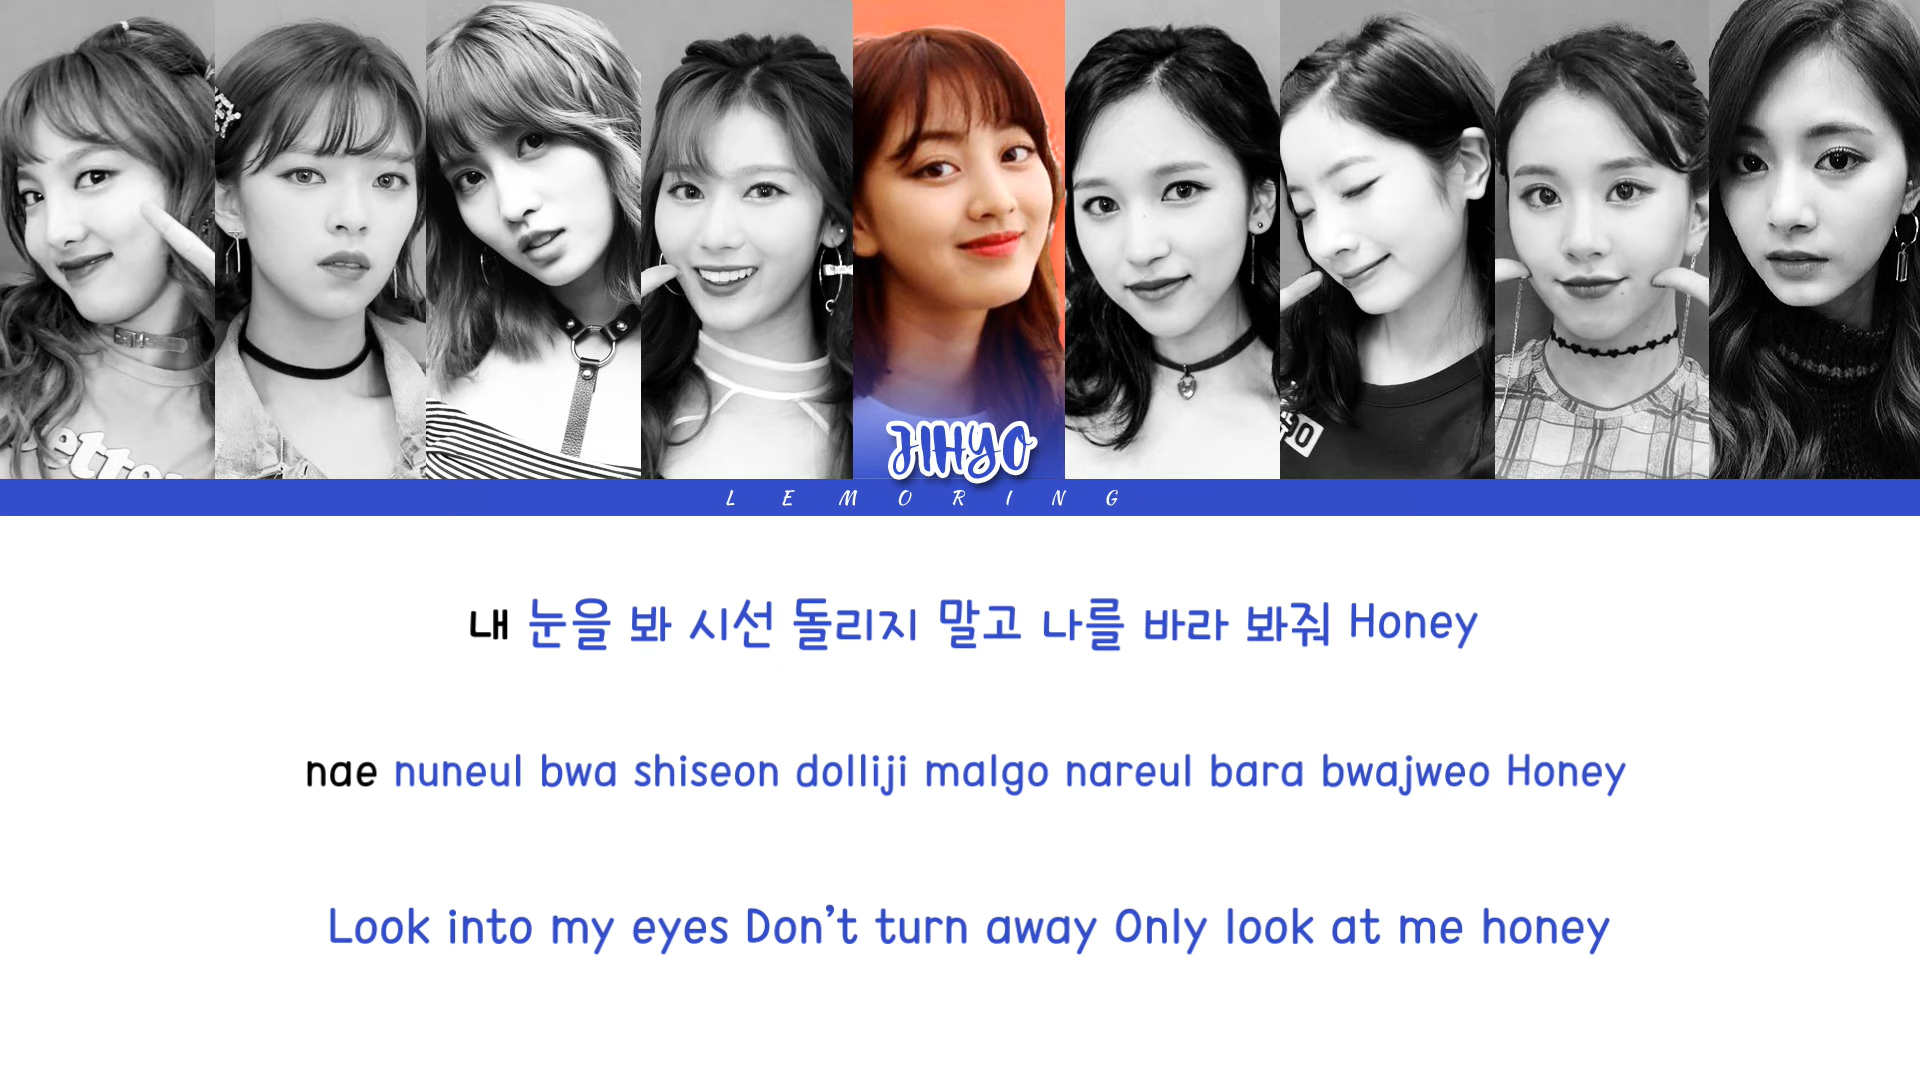 JIHYO
LEMORING
내 눈을 봐 시선 돌리지 말고 나를 바라 봐줘 Honey
nae nuneul bwa shiseon dolliji malgo nareul bara bwajweo Honey
Look into my eyes Don't turn away Only look at me honey